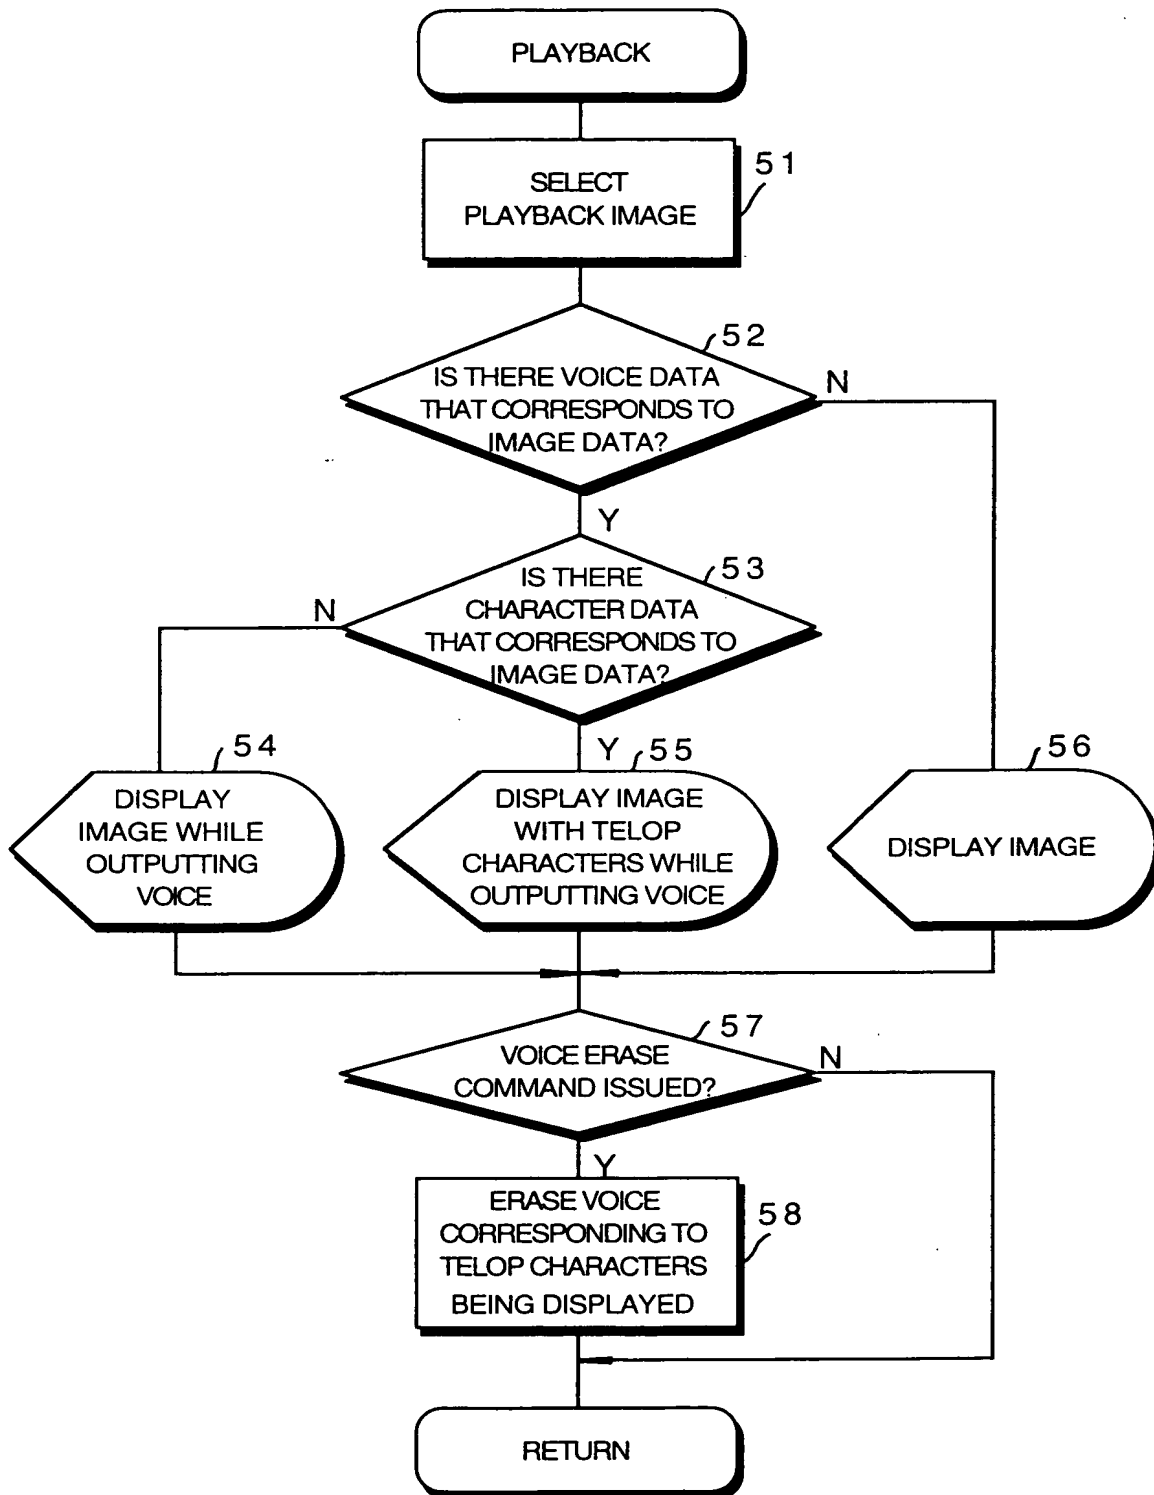 PLAYBACK
SELECT
PLAYBACK IMAGE
51
52
IS THERE VOICE DATA
THAT CORRESPONDS TO
IMAGE DATA?
N
Y
53
IS THERE
CHARACTER DATA
THAT CORRESPONDS TO
IMAGE DATA?
N
Y
54
DISPLAY
IMAGE WHILE
OUTPUTTING
VOICE
55
DISPLAY IMAGE
WITH TELOP
CHARACTERS WHILE
OUTPUTTING VOICE
56
DISPLAY IMAGE
57
VOICE ERASE
COMMAND ISSUED?
N
Y
ERASE VOICE
CORRESPONDING TO
TELOP CHARACTERS
BEING DISPLAYED
58
RETURN